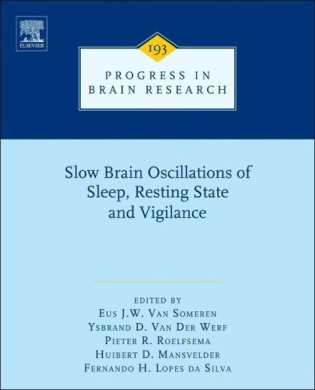 ELSEVIER
193
PROGRESS IN
BRAIN RESEARCH
Slow Brain Oscillations of
Sleep, Resting State
and Vigilance
EDITED BY
EUS J.W. VAN SOMEREN
YSBRAND D. VAN DER WERF
PIETER R. ROELFSEMA
HUIBERT D. MANSVELDER
FERNANDO H. LOPES DA SILVA